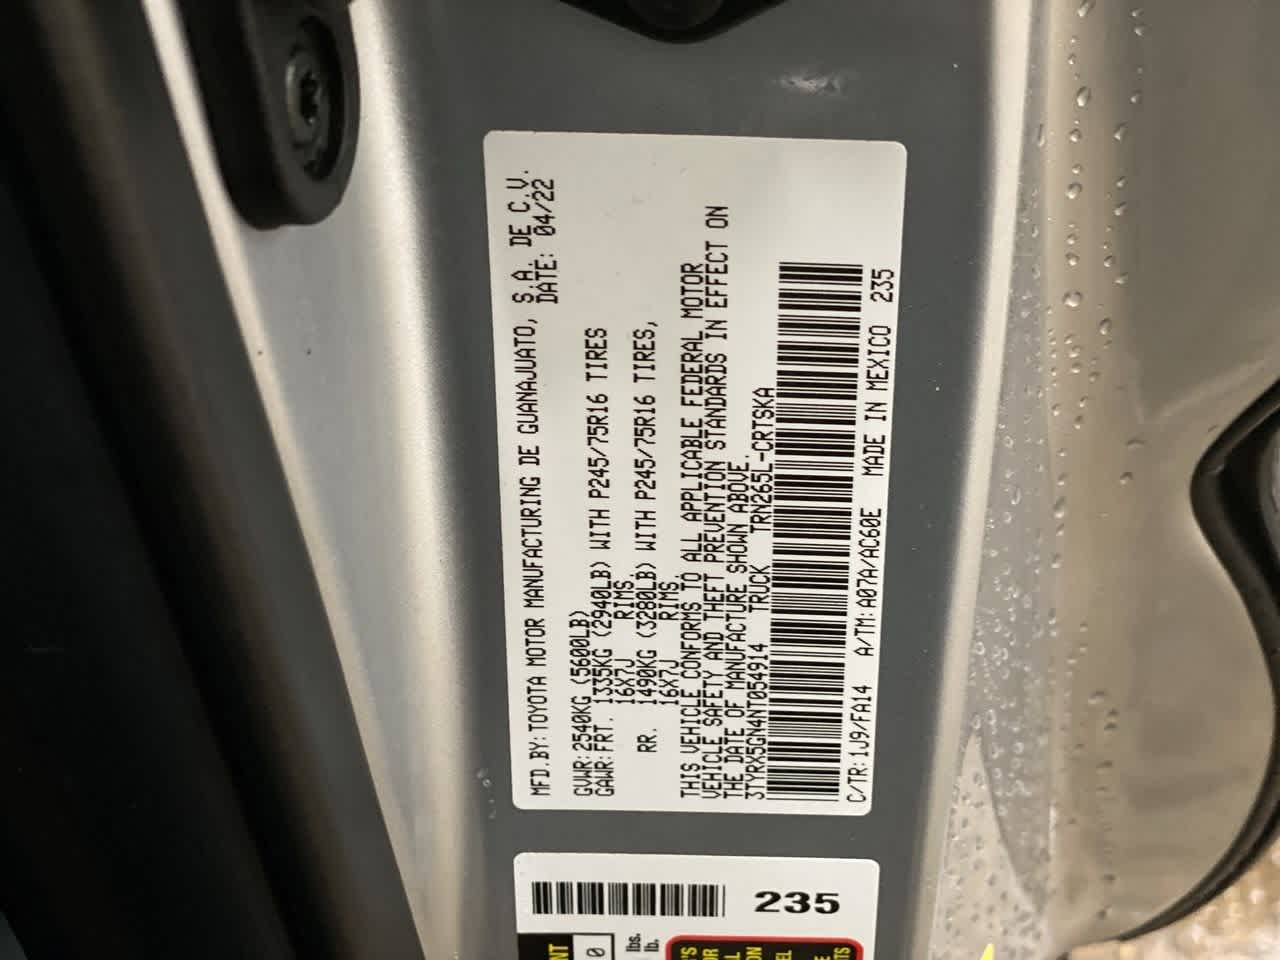 MFD.BY: TOYOTA MOTOR MANUFACTURING DE GUANAJUATO, S.A. DE C.V.
DATE: 04/22
GVWR: 2540KG (5600LB)
GAWR: FRT. 1335KG (2940LB) WITH P245/75R16 TIRES
16X7J RIMS,
RR. 1490KG (3280LB) WITH P245/75R16 TIRES,
16X7J RIMS.
THIS VEHICLE CONFORMS TO ALL APPLICABLE FEDERAL MOTOR
VEHICLE SAFETY AND THEFT PREVENTION STANDARDS IN EFFECT ON
THE DATE OF MANUFACTURE SHOWN ABOVE.
3TYRX5GN4NT054914 TRUCK TRN265L-CRTSKA
C/TR: 1J9/FA14 A/TM: A07A/AC60E MADE IN MEXICO 235
235
0
lbs.
lb.